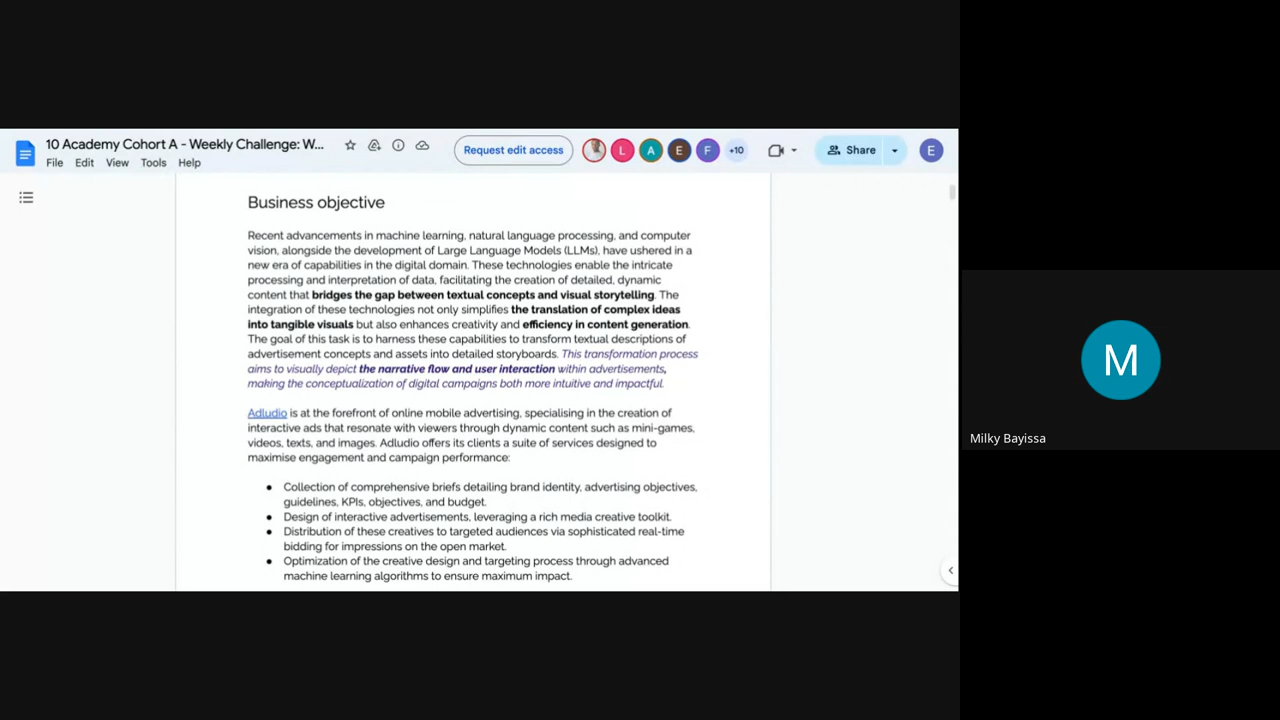 10 Academy Cohort A - Weekly Challenge: W...
File Edit View Tools Help
Request edit access
L A E F +10
Share
E
Business objective
Recent advancements in machine learning, natural language processing, and computer
vision, alongside the development of Large Language Models (LLMs), have ushered in a
new era of capabilities in the digital domain. These technologies enable the intricate
processing and interpretation of data, facilitating the creation of detailed, dynamic
content that bridges the gap between textual concepts and visual storytelling. The
integration of these technologies not only simplifies the translation of complex ideas
into tangible visuals but also enhances creativity and efficiency in content generation.
The goal of this task is to harness these capabilities to transform textual descriptions of
advertisement concepts and assets into detailed storyboards. This transformation process
aims to visually depict the narrative flow and user interaction within advertisements,
making the conceptualization of digital campaigns both more intuitive and impactful.
Adludio is at the forefront of online mobile advertising, specialising in the creation of
interactive ads that resonate with viewers through dynamic content such as mini-games,
videos, texts, and images. Adludio offers its clients a suite of services designed to
maximise engagement and campaign performance:
● Collection of comprehensive briefs detailing brand identity, advertising objectives,
guidelines, KPIs, objectives, and budget.
● Design of interactive advertisements, leveraging a rich media creative toolkit.
● Distribution of these creatives to targeted audiences via sophisticated real-time
bidding for impressions on the open market.
● Optimization of the creative design and targeting process through advanced
machine learning algorithms to ensure maximum impact.
M
Milky Bayissa